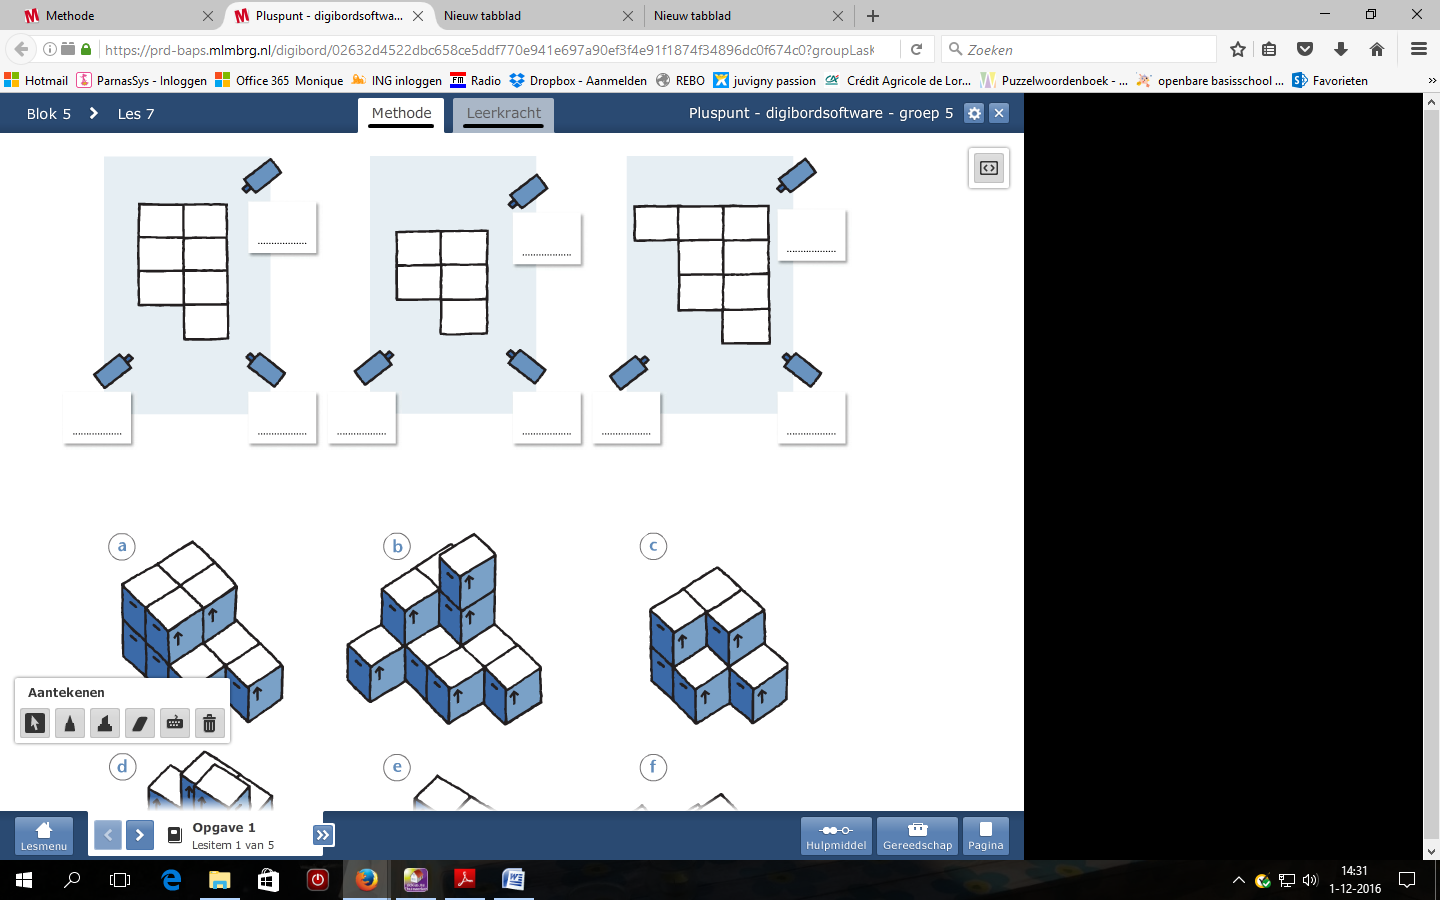 Methode
Pluspunt - digibordsoftwa...
Nieuw tabblad
Nieuw tabblad
https://prd-baps.mlmbrg.nl/digibord/02632d4522dbc658ce5ddf770e941e697a90ef3f4e91f1874f34896dc0f674c0?groupLasK
Zoeken
Hotmail
ParnasSys - Inloggen
Office 365 Monique
ING inloggen
Radio
Dropbox - Aanmelden
REBO
juvigny passion
Crédit Agricole de Lor...
Puzzelwoordenboek - ...
openbare basisschool ...
Favorieten
Blok 5
Les 7
Methode
Leerkracht
Pluspunt - digibordsoftware - groep 5
a
b
c
Aantekenen
d
e
f
Lesmenu
Opgave 1
Lesitem 1 van 5
Hulpmiddel
Gereedschap
Pagina
14:31
1-12-2016